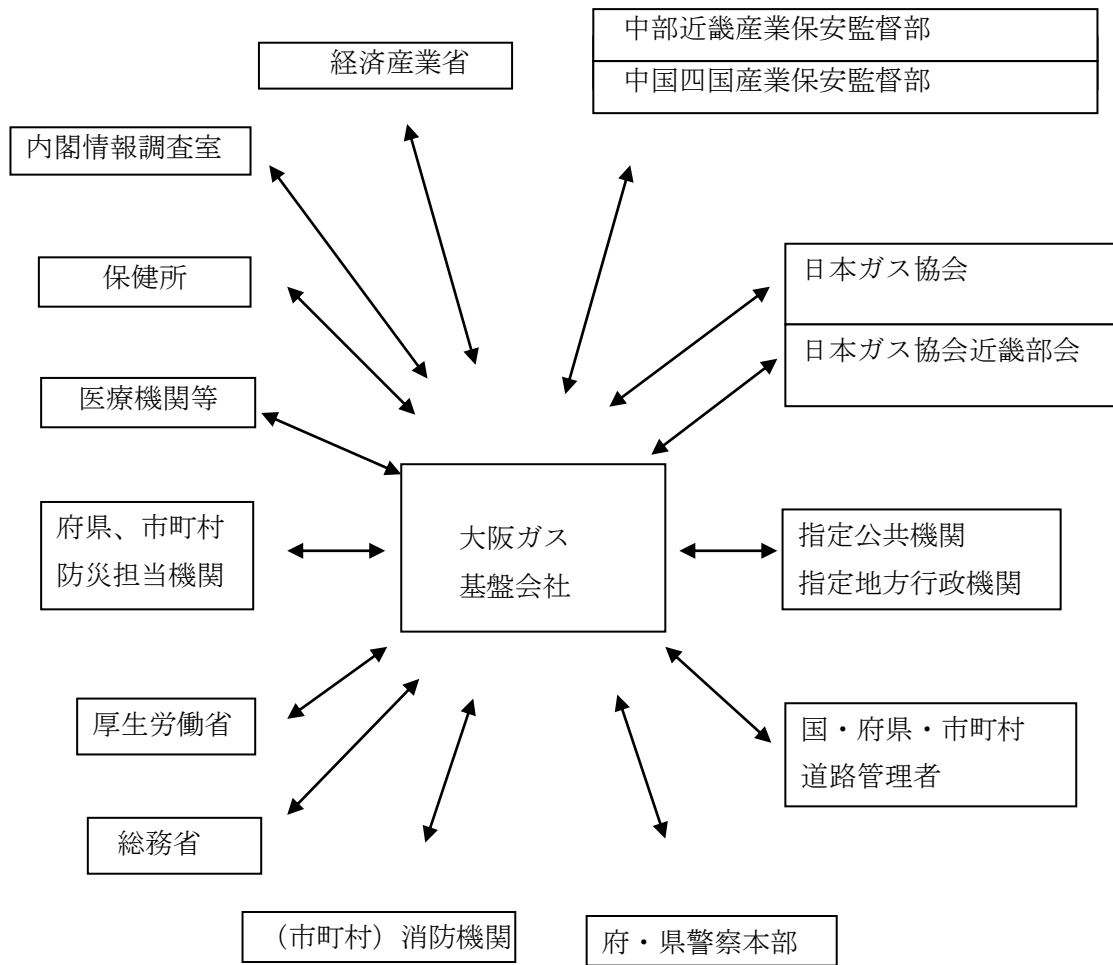 中部近畿産業保安監督部
経済産業省
中国四国産業保安監督部
内閣情報調査室
保健所
日本ガス協会
日本ガス協会近畿部会
医療機関等
府県、市町村
防災担当機関
大阪ガス
基盤会社
指定公共機関
指定地方行政機関
厚生労働省
国・府県・市町村
道路管理者
総務省
（市町村）消防機関
府・県警察本部